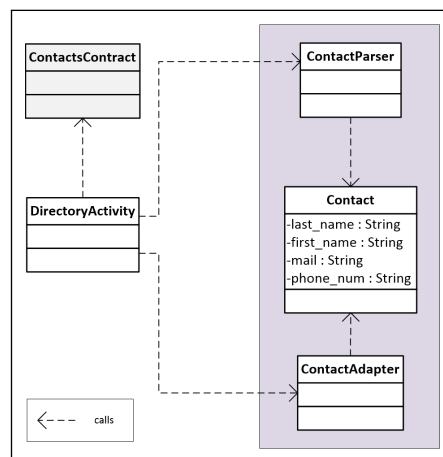 ContactsContract
ContactParser
DirectoryActivity
Contact
-last_name : String
-first_name : String
-mail : String
-phone_num : String
ContactAdapter
calls